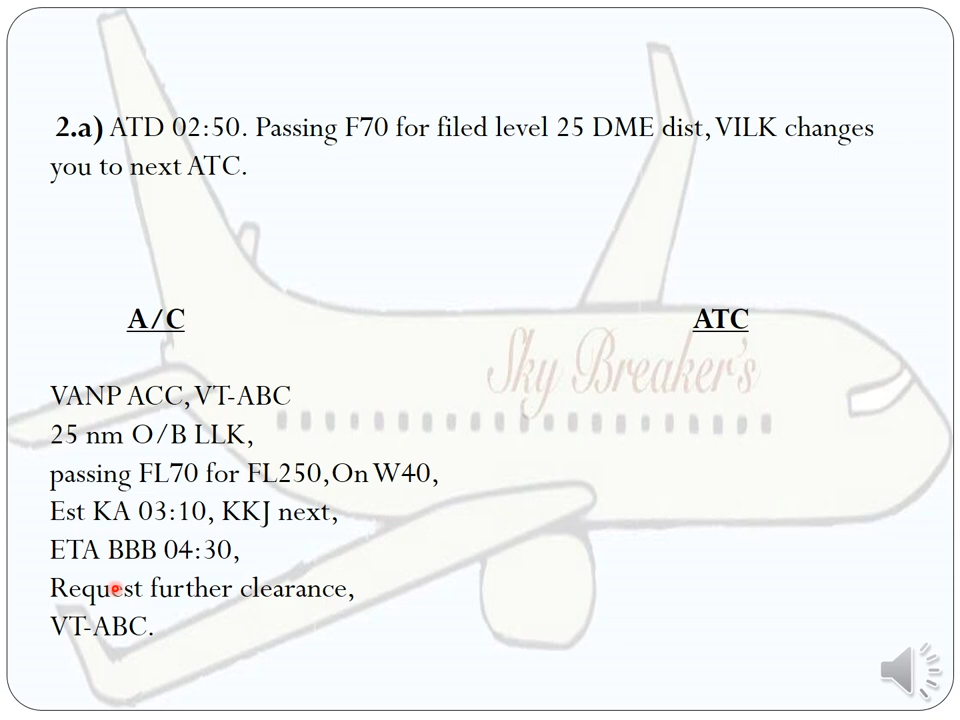 2.a) ATD 02:50. Passing F70 for filed level 25 DME dist, VILK changes
you to next ATC.
A/C
ATC
Sky Breaker's
VANP ACC, VT-ABC
25 nm O/B LLK,
passing FL70 for FL250,On W40,
Est KA 03:10, KKJ next,
ETA BBB 04:30,
Request further clearance,
VT-ABC.